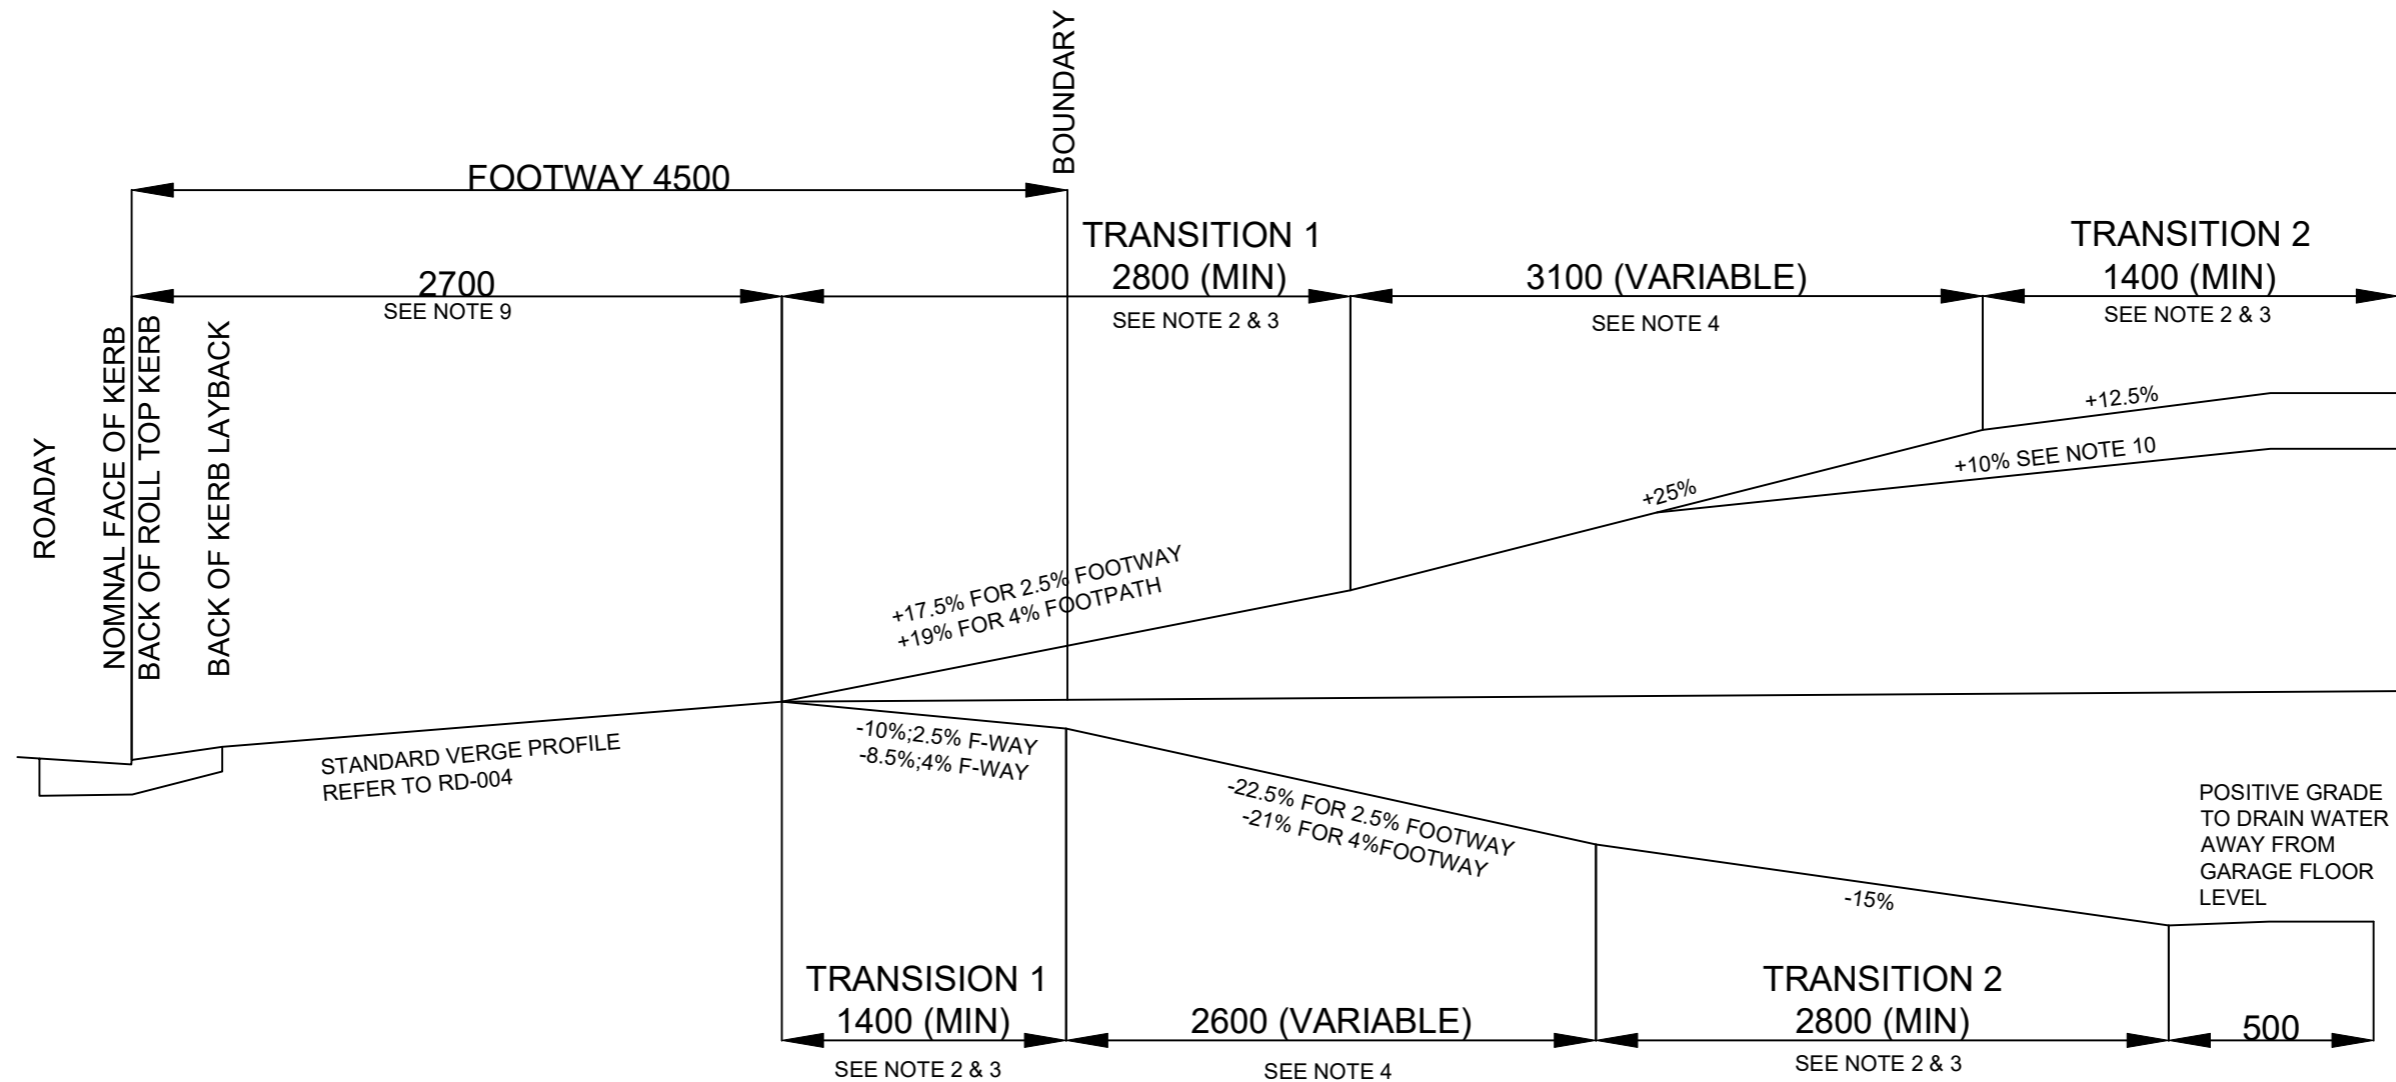 BOUNDARY
FOOTWAY 4500
TRANSITION 1
2800 (MIN)
SEE NOTE 2 & 3
TRANSITION 2
1400 (MIN)
SEE NOTE 2 & 3
2700
SEE NOTE 9
3100 (VARIABLE)
SEE NOTE 4
ROADAY
NOMNAL FACE OF KERB
BACK OF ROLL TOP KERB
BACK OF KERB LAYBACK
+12.5%
+10% SEE NOTE 10
+25%
+17.5% FOR 2.5% FOOTWAY
+19% FOR 4% FOOTPATH
STANDARD VERGE PROFILE
REFER TO RD-004
-10%;2.5% F-WAY
-8.5%;4% F-WAY
-22.5% FOR 2.5% FOOTWAY
-21% FOR 4%FOOTWAY
-15%
POSITIVE GRADE
TO DRAIN WATER
AWAY FROM
GARAGE FLOOR
LEVEL
TRANSISION 1
1400 (MIN)
SEE NOTE 2 & 3
2600 (VARIABLE)
SEE NOTE 4
TRANSITION 2
2800 (MIN)
SEE NOTE 2 & 3
500